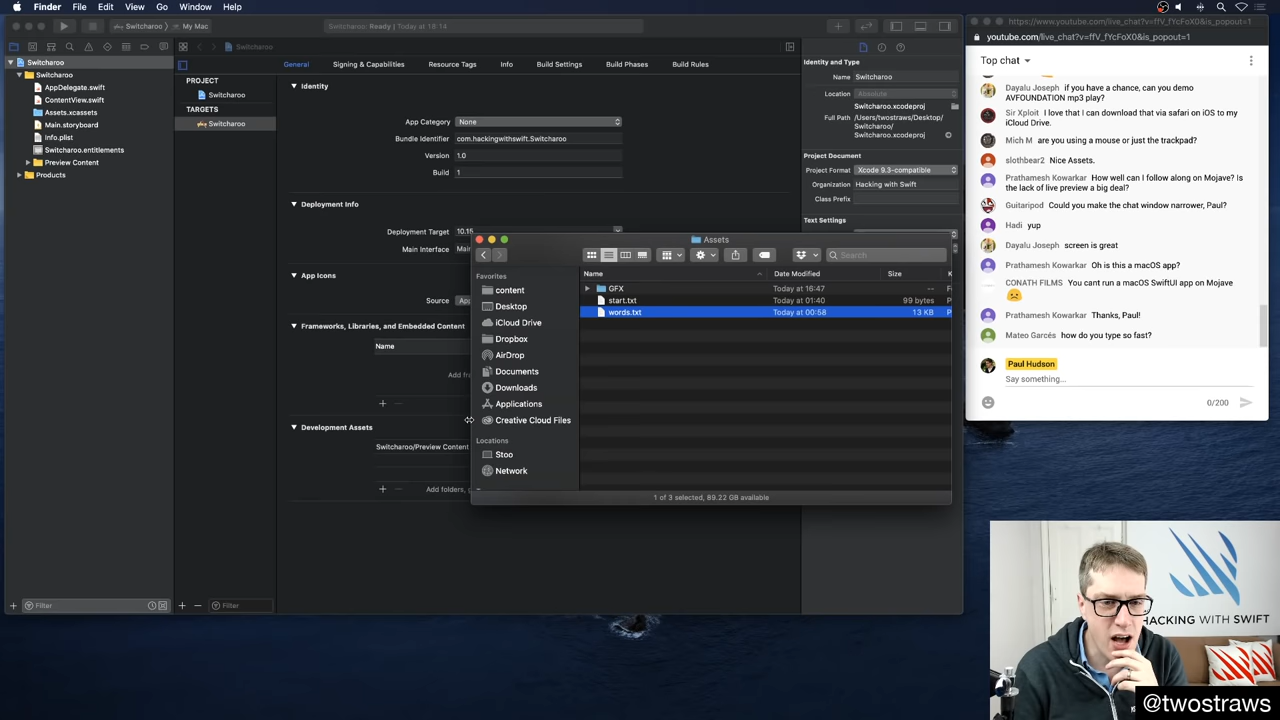 Finder File Edit View Go Window Help
Switcharoo
My Mac
Switcharoo: Ready | Today at 18:14
Switcharoo
Switcharoo
AppDelegate.swift
ContentView.swift
Assets.xcassets
Main.storyboard
Info.plist
Switcharoo.entitlements
Preview Content
Products
Filter
Switcharoo
PROJECT
Switcharoo
TARGETS
Switcharoo
Filter
General Signing & Capabilities Resource Tags Info Build Settings Build Phases Build Rules
Identity
App Category None
Bundle Identifier com.hackingwithswift.Switcharoo
Version 1.0
Build 1
Deployment Info
Deployment Target 10.15
Main Interface
App Icons
Source
Frameworks, Libraries, and Embedded Content
Name
Development Assets
Switcharoo/Preview Content
Identity and Type
Name Switcharoo
Location Absolute
Switcharoo.xcodeproj
Full Path /Users/twostraws/Desktop/
Switcharoo/
Switcharoo.xcodeproj
Project Document
Project Format Xcode 9.3-compatible
Organization Hacking with Swift
Class Prefix
Text Settings
Assets
Search
Favorites
content
Desktop
iCloud Drive
Dropbox
AirDrop
Documents
Downloads
Applications
Creative Cloud Files
Locations
Stoo
Network
Name Date Modified Size
GFX Today at 16:47 --
start.txt Today at 01:40 99 bytes
words.txt Today at 00:58 13 KB
1 of 3 selected, 89.22 GB available
https://www.youtube.com/live_chat?v=ffV_fYcFoX0&is_popout=1
youtube.com/live_chat?v=ffV_fYcFoX0&is_popout=1
Top chat
Dayalu Joseph if you have a chance, can you demo
AVFOUNDATION mp3 play?
Sir Xploit I love that I can download that via safari on iOS to my
iCloud Drive.
Mich M are you using a mouse or just the trackpad?
slothbear2 Nice Assets.
Prathamesh Kowarkar How well can I follow along on Mojave? Is
the lack of live preview a big deal?
Guitaripod Could you make the chat window narrower, Paul?
Hadi yup
Dayalu Joseph screen is great
Prathamesh Kowarkar Oh is this a macOS app?
CONATH FILMS You cant run a macOS SwiftUI app on Mojave
Prathamesh Kowarkar Thanks, Paul!
Mateo Garcés how do you type so fast?
Paul Hudson
Say something...
0/200
HACKING WITH SWIFT
@twostraws